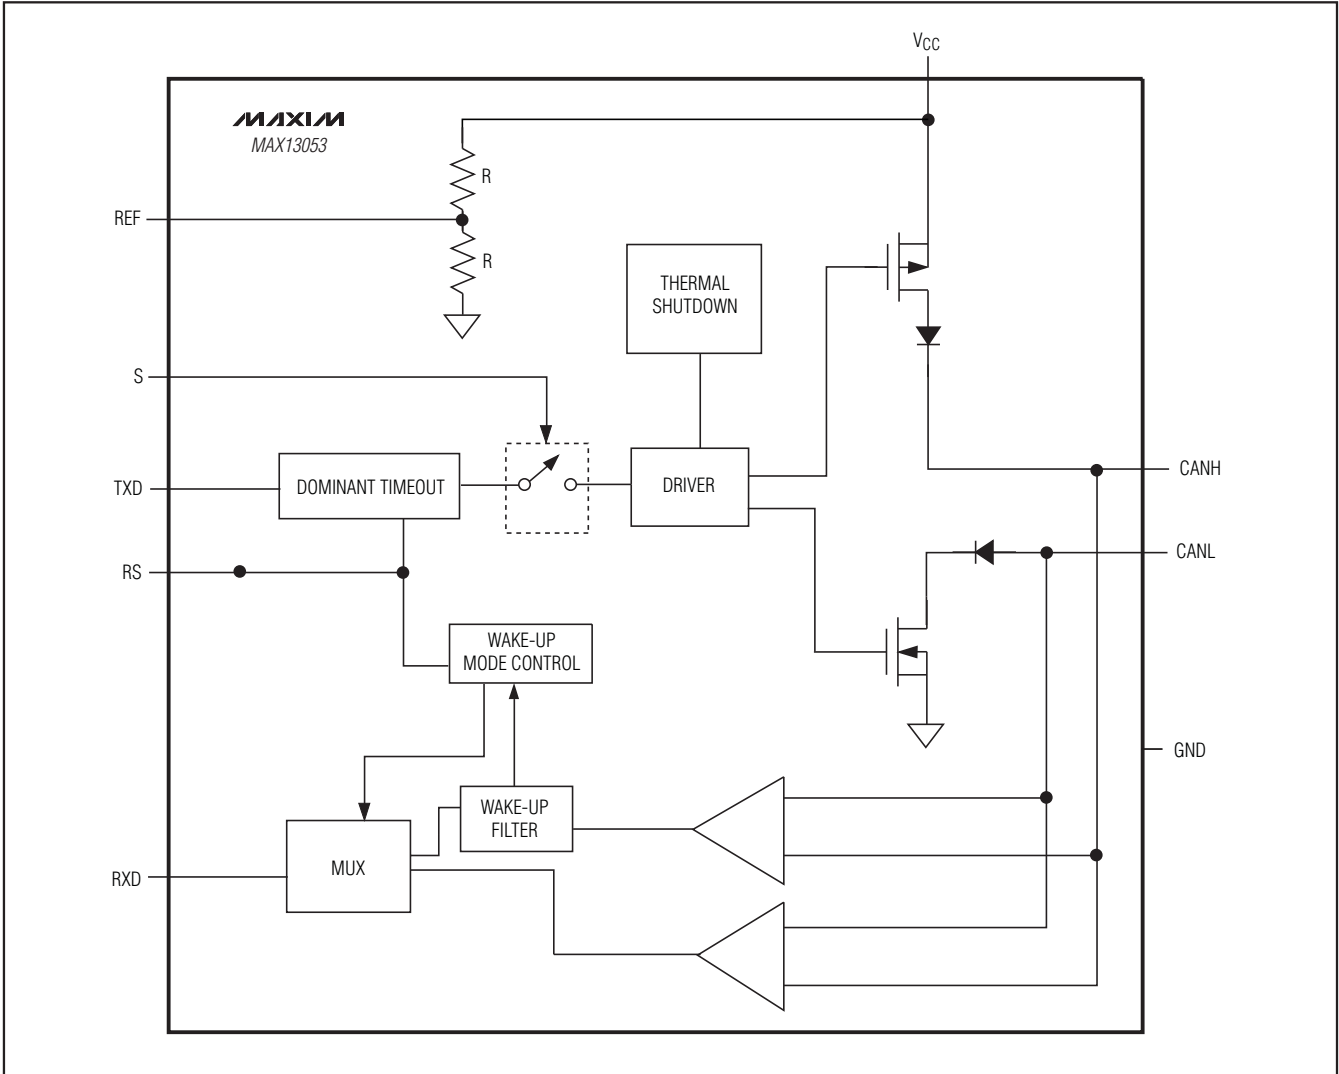 VCC
MAXIM
MAX13053
R
REF
R
THERMAL
SHUTDOWN
S
CANH
TXD
DOMINANT TIMEOUT
DRIVER
CANL
RS
WAKE-UP
MODE CONTROL
GND
WAKE-UP
FILTER
MUX
RXD